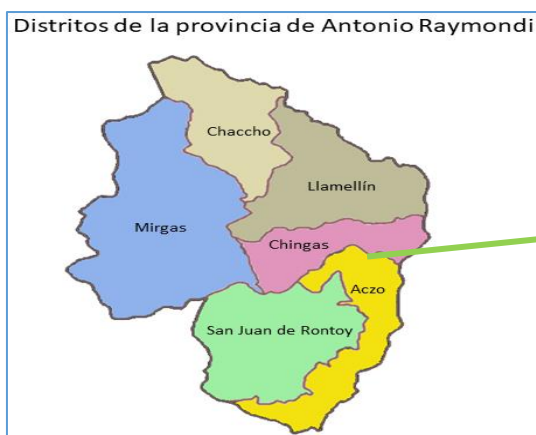 Distritos de la provincia de Antonio Raymondi
Chaccho
Llamellín
Mirgas
Chingas
Aczo
San Juan de Rontoy